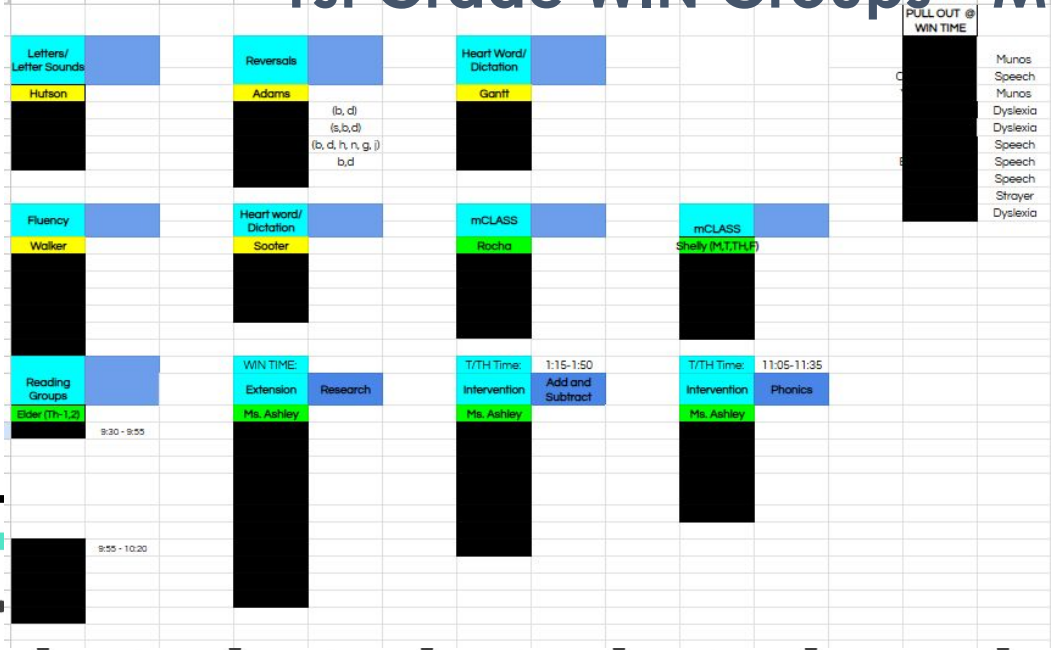 1st Grade WIN Groups - M
PULL OUT @
WIN TIME
Letters/
Letter Sounds
Reversals
Heart Word/
Dictation
Munos
Speech
Hutson
Adams
Gantt
Munos
(b, d)
Dyslexia
(s,b,d)
Dyslexia
(b, d, h, n, g, j)
Speech
b,d
Speech
Speech
Strayer
Fluency
Heart word/
Dictation
mCLASS
mCLASS
Dyslexia
Walker
Sooter
Rocha
Shelly (M,T,TH,F)
WIN TIME:
T/TH Time:
1:15-1:50
T/TH Time:
11:05-11:35
Reading
Groups
Extension
Research
Intervention
Add and
Subtract
Intervention
Phonics
Elder (Th-1,2)
Ms. Ashley
Ms. Ashley
Ms. Ashley
9:30 - 9:55
9:55 - 10:20